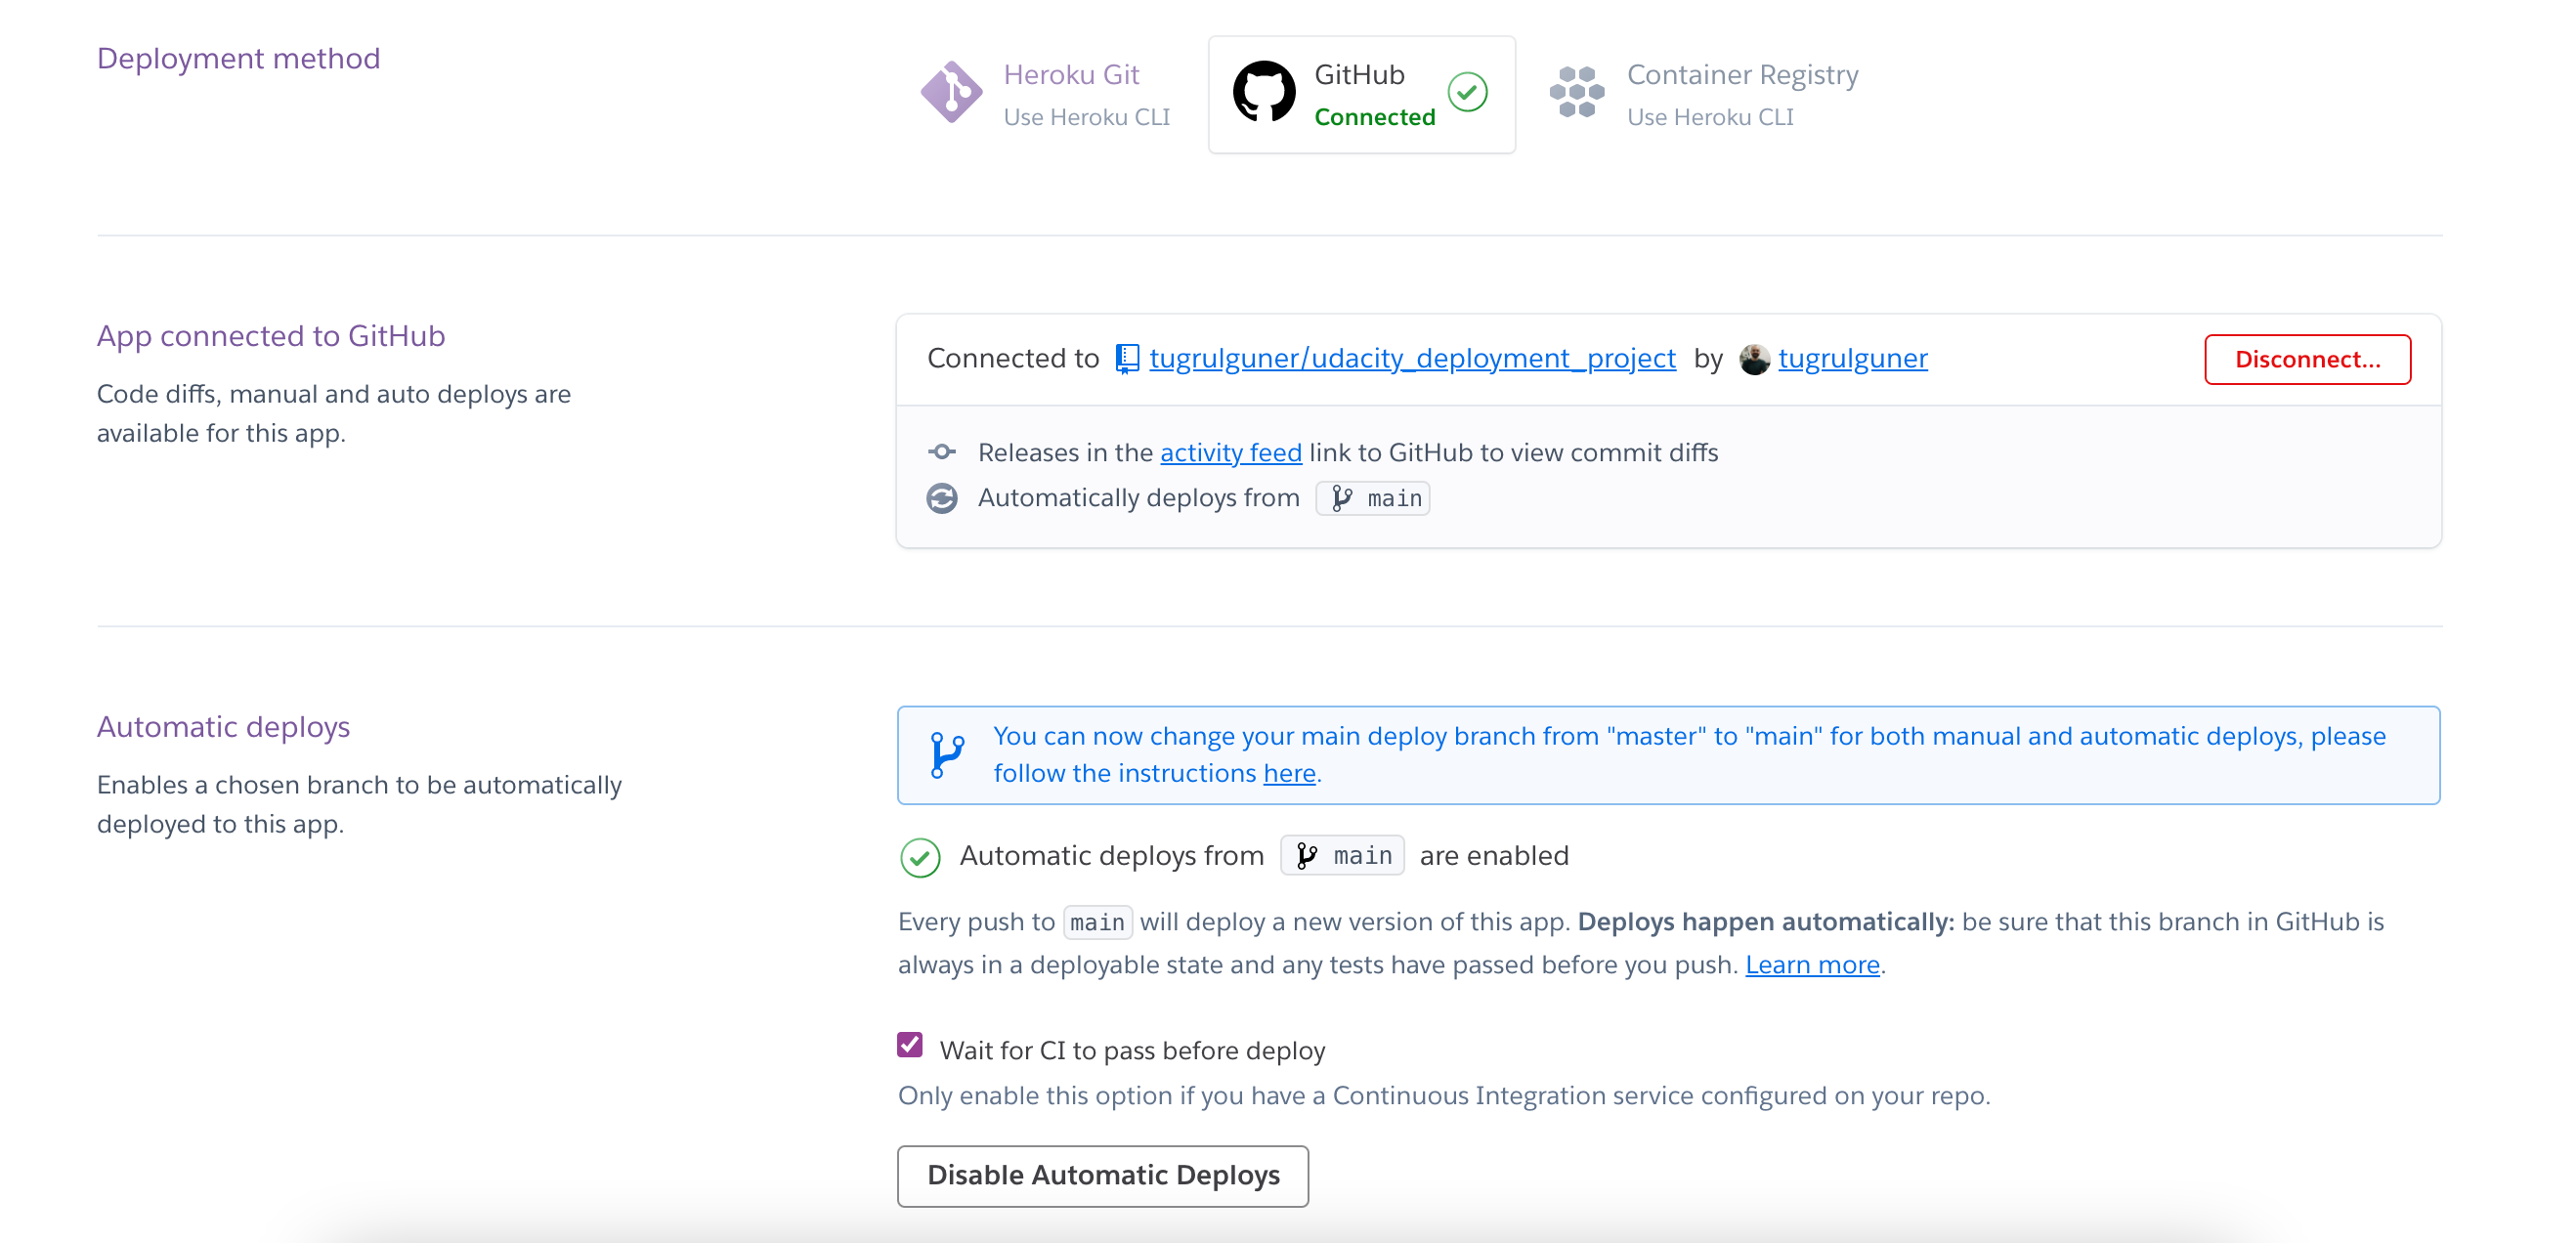 Deployment method
Heroku Git
Use Heroku CLI
GitHub
Connected
Container Registry
Use Heroku CLI
App connected to GitHub
Code diffs, manual and auto deploys are
available for this app.
Connected to tugrulguner/udacity_deployment_project by tugrulguner
Disconnect...
Releases in the activity feed link to GitHub to view commit diffs
Automatically deploys from main
Automatic deploys
Enables a chosen branch to be automatically
deployed to this app.
You can now change your main deploy branch from "master" to "main" for both manual and automatic deploys, please
follow the instructions here.
Automatic deploys from main are enabled
Every push to main will deploy a new version of this app. Deploys happen automatically: be sure that this branch in GitHub is
always in a deployable state and any tests have passed before you push. Learn more.
Wait for CI to pass before deploy
Only enable this option if you have a Continuous Integration service configured on your repo.
Disable Automatic Deploys